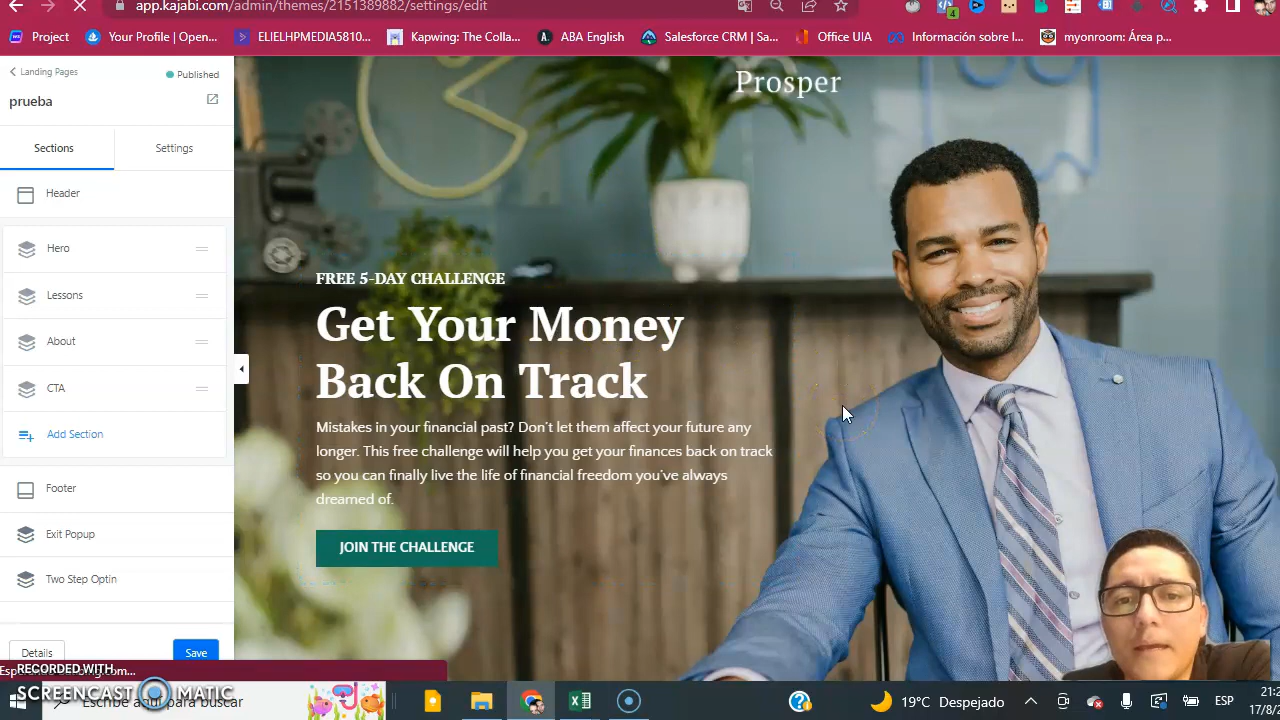 app.kajabi.com/admin/themes/2151389882/settings/edit
Project
Your Profile | Open...
ELIELHPMEDIA5810...
Kapwing: The Colla...
ABA English
Salesforce CRM | Sa...
Office UIA
Información sobre l...
myonroom: Área p...
Landing Pages
Published
prueba
Sections
Settings
Header
Hero
Lessons
About
CTA
Add Section
Footer
Exit Popup
Two Step Optin
Details
Save
Prosper
FREE 5-DAY CHALLENGE
Get Your Money
Back On Track
Mistakes in your financial past? Don't let them affect your future any
longer. This free challenge will help you get your finances back on track
so you can finally live the life of financial freedom you've always
dreamed of.
JOIN THE CHALLENGE
RECORDED WITH
SCREENCAST MATIC
Escribe aquí para buscar
19°C Despejado
ESP